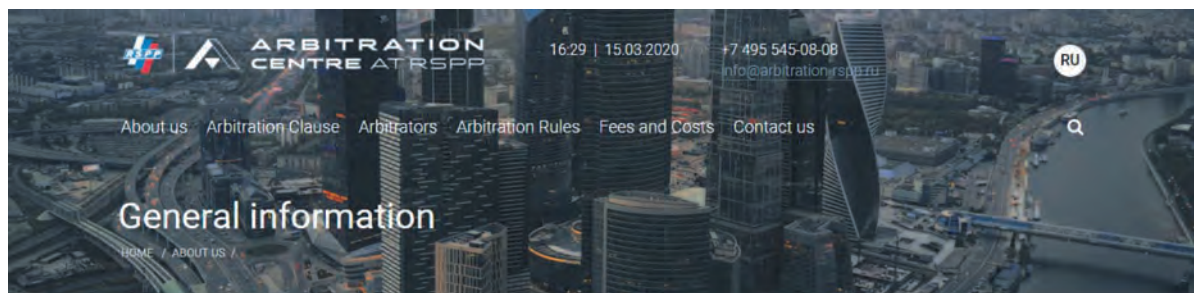 RSPP
ARBITRATION
CENTRE AT RSPP
16:29 | 15.03.2020
+7 495 545-08-08
info@arbitration-rspp.ru
RU
About us Arbitration Clause Arbitrators Arbitration Rules Fees and Costs Contact us
General information
HOME / ABOUT US /